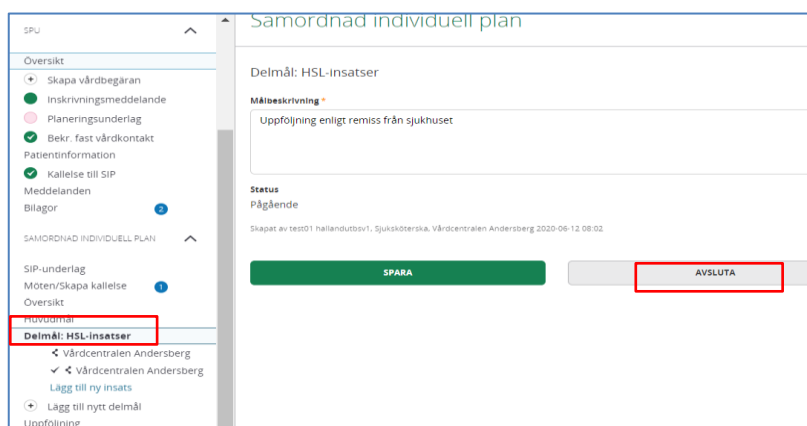 SPU
Översikt
Skapa vårdbegäran
Inskrivningsmeddelande
Planeringsunderlag
Bekr. fast vårdkontakt
Patientinformation
Kallelse till SIP
Meddelanden
Bilagor 2
SAMORDNAD INDIVIDUELL PLAN
SIP-underlag
Möten/Skapa kallelse 1
Översikt
Huvudmål
Delmål: HSL-insatser
Vårdcentralen Andersberg
Vårdcentralen Andersberg
Lägg till ny insats
Lägg till nytt delmål
Uppföljning
Samordnad individuell plan
Delmål: HSL-insatser
Målbeskrivning *
Uppföljning enligt remiss från sjukhuset
Status
Pågående
Skapat av test01 hallandutbsv1, Sjuksköterska, Vårdcentralen Andersberg 2020-06-12 08:02
SPARA
AVSLUTA